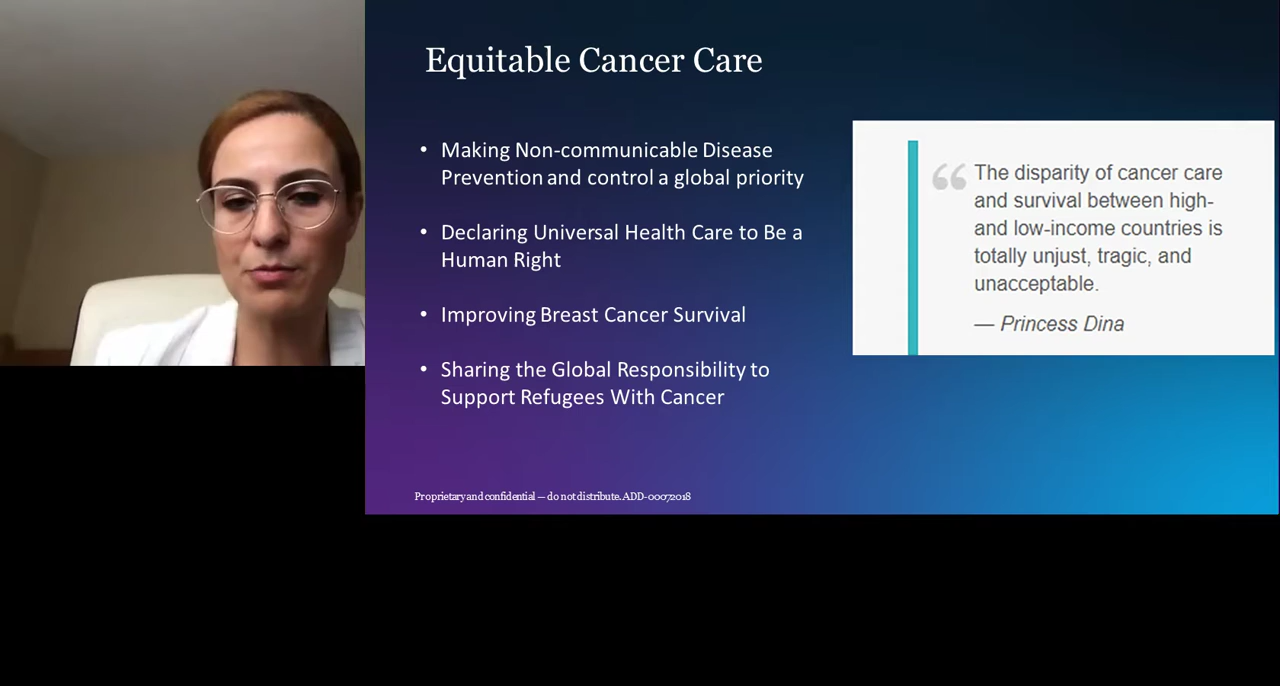 Equitable Cancer Care
• Making Non-communicable Disease
Prevention and control a global priority
• Declaring Universal Health Care to Be a
Human Right
• Improving Breast Cancer Survival
• Sharing the Global Responsibility to
Support Refugees With Cancer
“ The disparity of cancer care
and survival between high-
and low-income countries is
totally unjust, tragic, and
unacceptable.
— Princess Dina
Proprietary and confidential — do not distribute. ADD-00072018